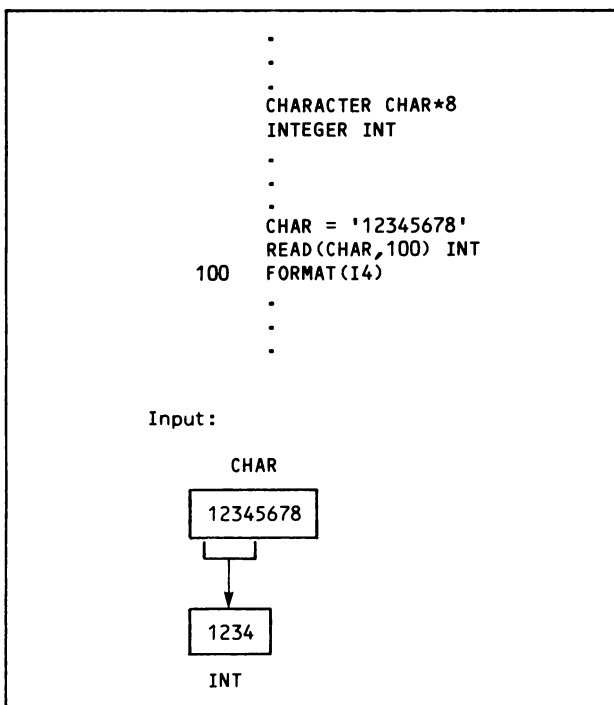 .
.
.
CHARACTER CHAR*8
INTEGER INT
.
.
.
CHAR = '12345678'
READ(CHAR,100) INT
100 FORMAT(I4)
.
.
.
Input:
CHAR
12345678
1234
INT